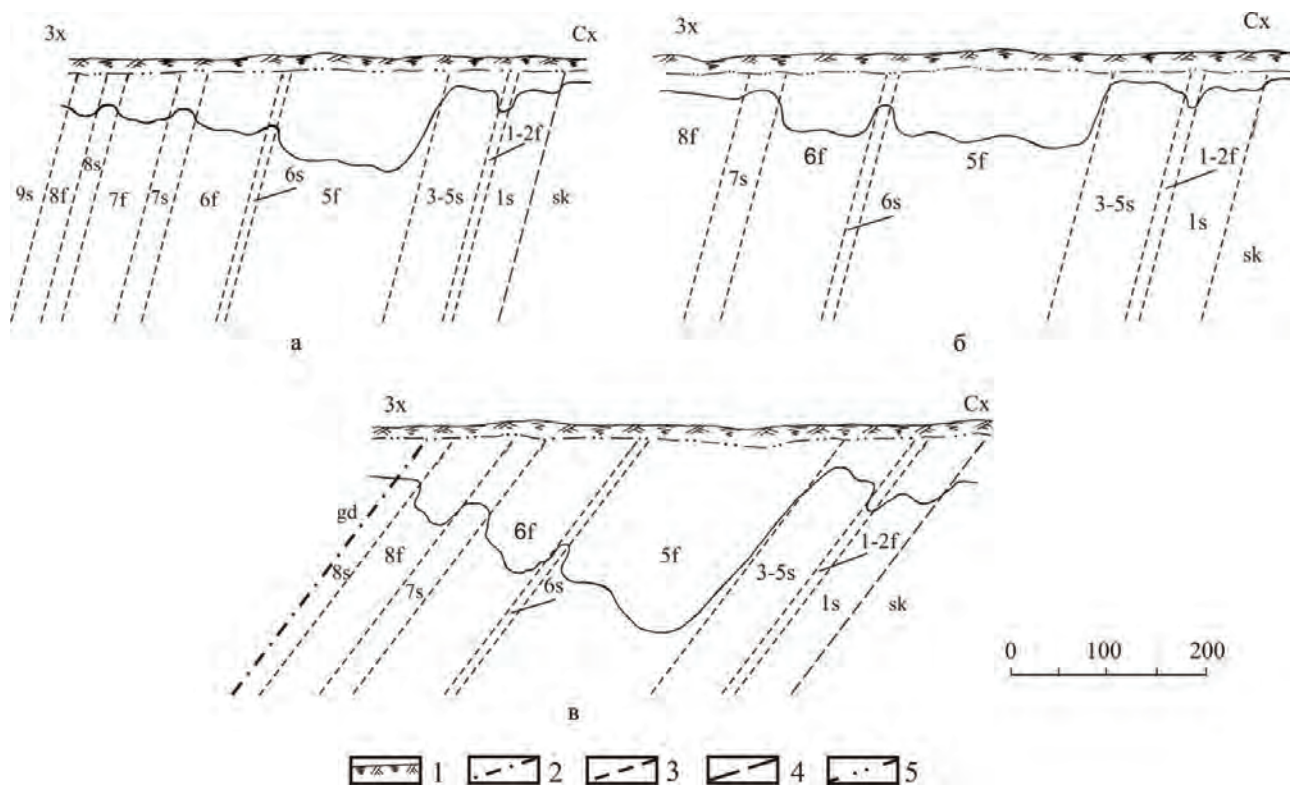 Зх Сх
9s 8f 8s 7f 7s 6f 6s 5f 3-5s 1s 1-2f sk
а
Зх Сх
8f 7s 6f 6s 5f 3-5s 1-2f 1s sk
б
Зх Сх
gd 8s 8f 7s 6f 6s 5f 3-5s 1-2f 1s sk
в
0 100 200
1 2 3 4 5